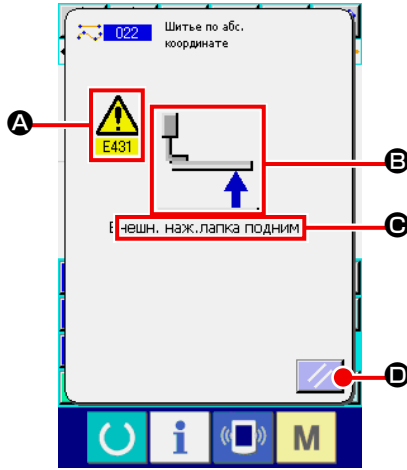 022
Шитье по абс.
координате
A
E431
B
Внешн. наж.лапка подним
C
D
i
M